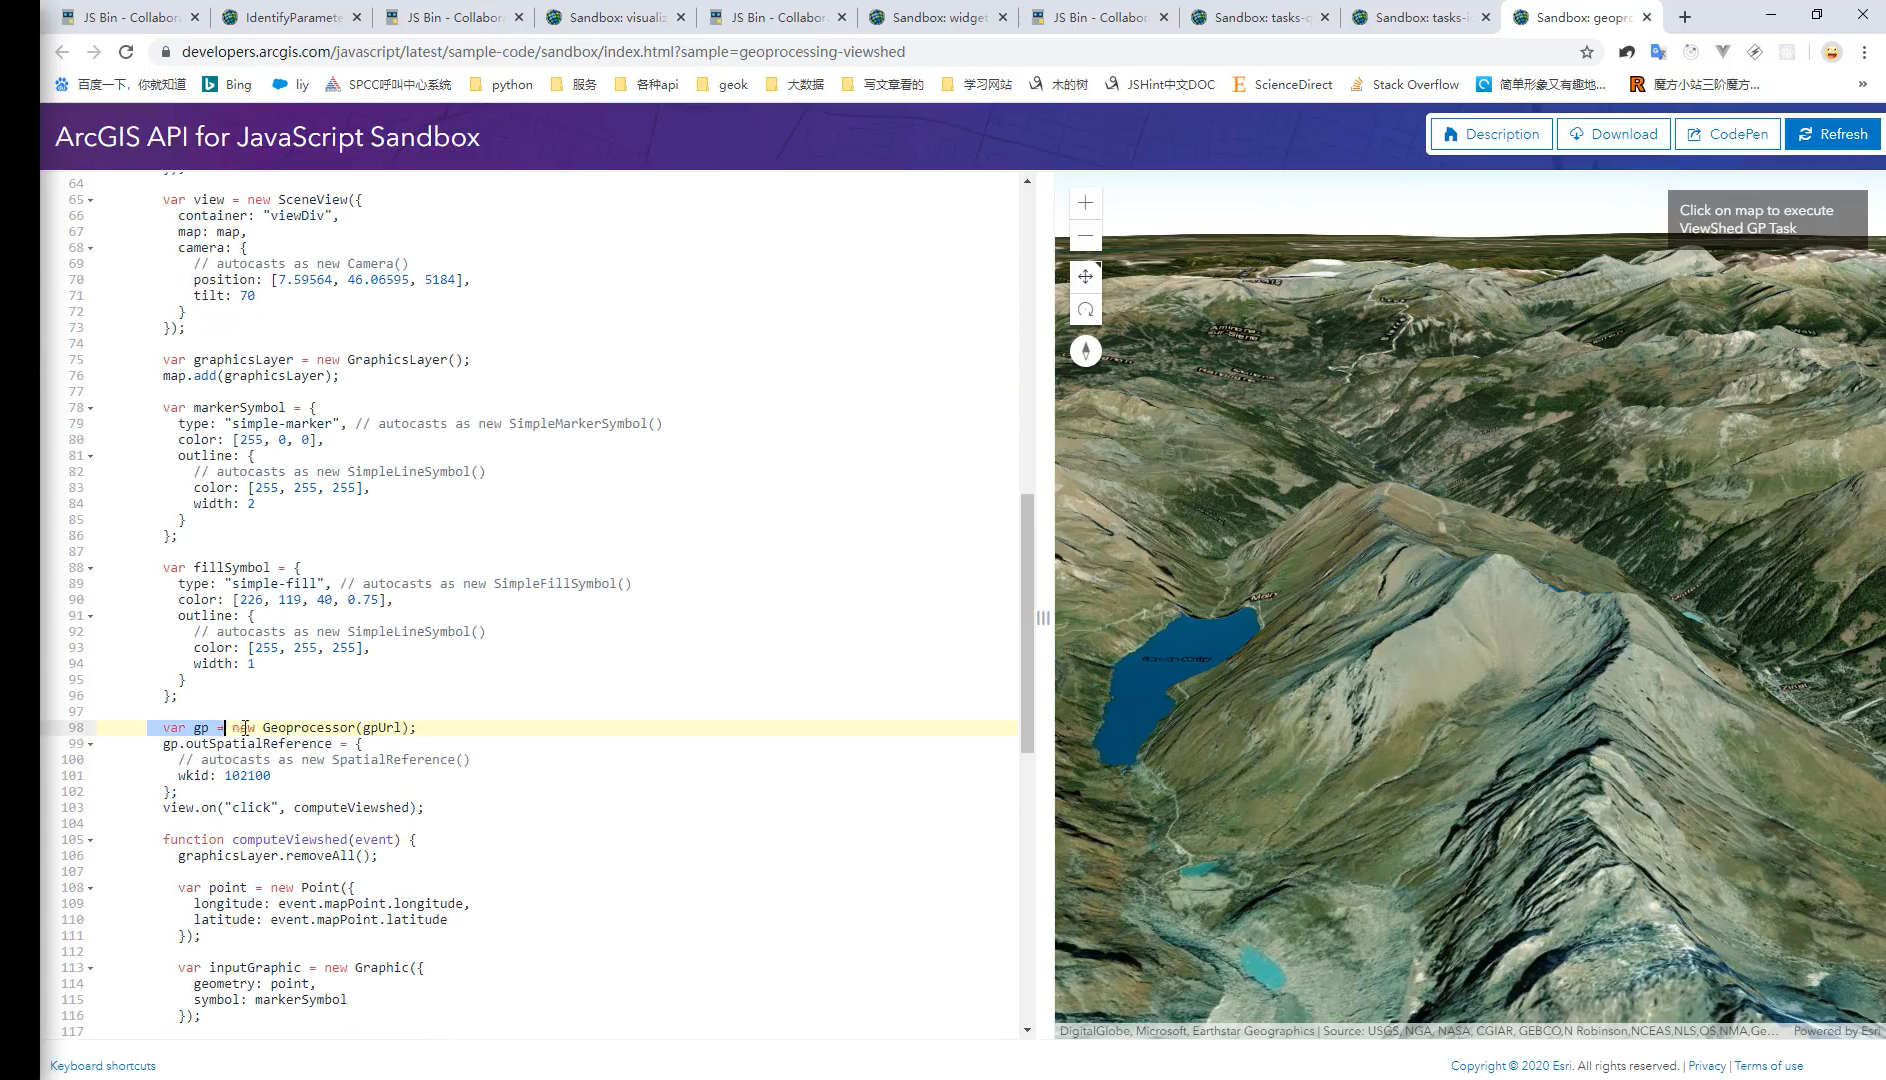 JS Bin - Collabora
IdentifyParamete
JS Bin - Collabora
Sandbox: visualiz
JS Bin - Collabora
Sandbox: widget
JS Bin - Collabora
Sandbox: tasks-q
Sandbox: tasks-i
Sandbox: geopro
developers.arcgis.com/javascript/latest/sample-code/sandbox/index.html?sample=geoprocessing-viewshed
百度一下，你就知道
Bing
liy
SPCC呼叫中心系统
python
服务
各种api
geok
大数据
写文章看的
学习网站
木的树
JSHint中文DOC
ScienceDirect
Stack Overflow
简单形象又有趣地...
魔方小站三阶魔方...
ArcGIS API for JavaScript Sandbox
Description
Download
CodePen
Refresh
64
65 var view = new SceneView({
66 container: "viewDiv",
67 map: map,
68 camera: {
69 // autocasts as new Camera()
70 position: [7.59564, 46.06595, 5184],
71 tilt: 70
72 }
73 });
74
75 var graphicsLayer = new GraphicsLayer();
76 map.add(graphicsLayer);
77
78 var markerSymbol = {
79 type: "simple-marker", // autocasts as new SimpleMarkerSymbol()
80 color: [255, 0, 0],
81 outline: {
82 // autocasts as new SimpleLineSymbol()
83 color: [255, 255, 255],
84 width: 2
85 }
86 };
87
88 var fillSymbol = {
89 type: "simple-fill", // autocasts as new SimpleFillSymbol()
90 color: [226, 119, 40, 0.75],
91 outline: {
92 // autocasts as new SimpleLineSymbol()
93 color: [255, 255, 255],
94 width: 1
95 }
96 };
97
98 var gp = new Geoprocessor(gpUrl);
99 gp.outSpatialReference = {
100 // autocasts as new SpatialReference()
101 wkid: 102100
102 };
103 view.on("click", computeViewshed);
104
105 function computeViewshed(event) {
106 graphicsLayer.removeAll();
107
108 var point = new Point({
109 longitude: event.mapPoint.longitude,
110 latitude: event.mapPoint.latitude
111 });
112
113 var inputGraphic = new Graphic({
114 geometry: point,
115 symbol: markerSymbol
116 });
117
Click on map to execute
ViewShed GP Task
Moiry
DigitalGlobe, Microsoft, Earthstar Geographics | Source: USGS, NGA, NASA, CGIAR, GEBCO,N Robinson,NCEAS,NLS,OS,NMA,Ge...
Powered by Esri
Keyboard shortcuts
Copyright © 2020 Esri. All rights reserved. | Privacy | Terms of use